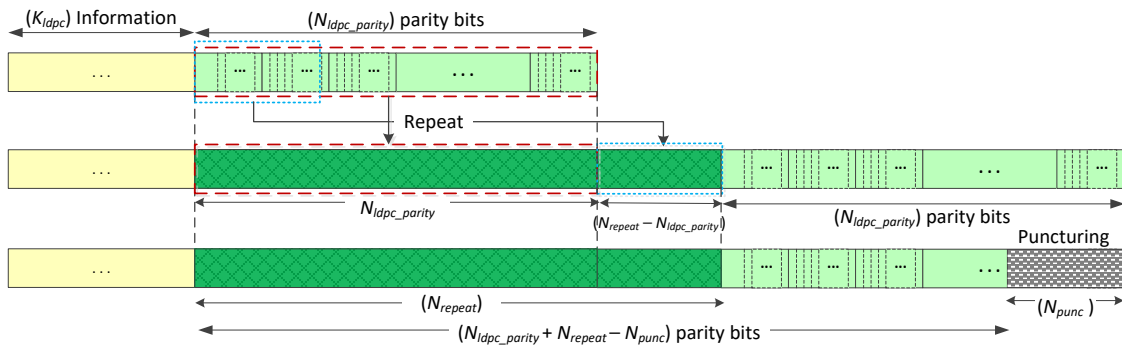 (K_ldpc) Information (N_ldpc_parity) parity bits
... ... ... ... ... ...
Repeat
... ... ... ... ... ...
N_ldpc_parity (N_repeat – N_ldpc_parity) (N_ldpc_parity) parity bits
Puncturing
... ... ... ... ...
(N_repeat) (N_punc )
(N_ldpc_parity + N_repeat – N_punc) parity bits